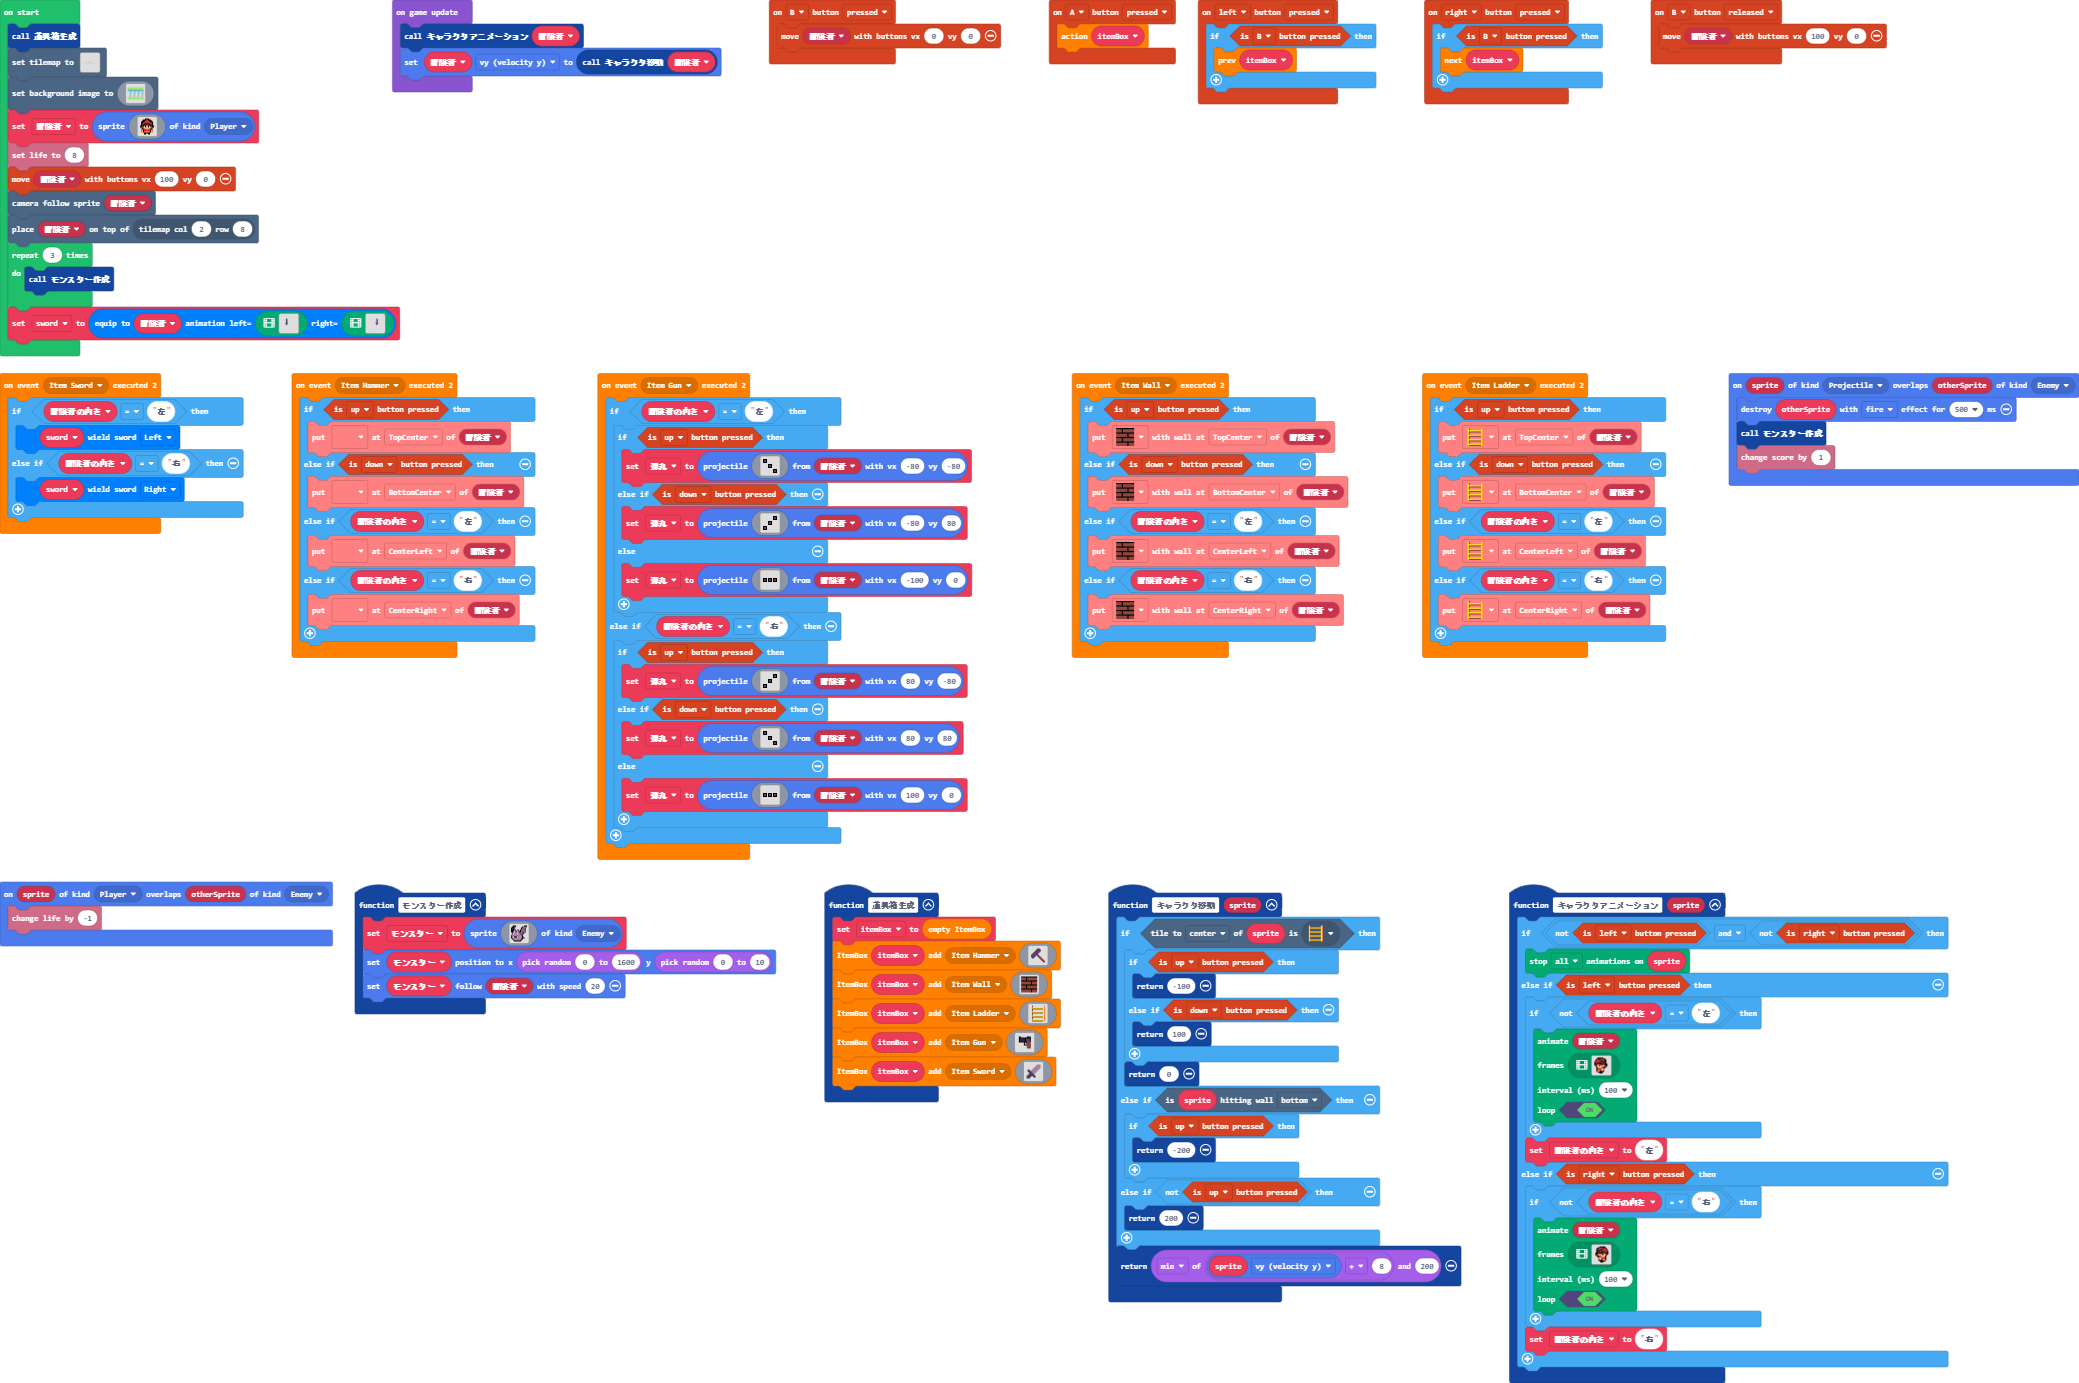 on start
call 道具箱生成
set tilemap to
set background image to
set 冒険者 to sprite of kind Player
set life to 8
move 冒険者 with buttons vx 100 vy 0
camera follow sprite 冒険者
place 冒険者 on top of tilemap col 2 row 8
repeat 3 times
do
call モンスター作成
set sword to equip to 冒険者 animation left= right=
on game update
call キャラクタアニメーション 冒険者
set 冒険者 vy (velocity y) to call キャラクタ移動 冒険者
on B button pressed
move 冒険者 with buttons vx 0 vy 0
on A button pressed
action itemBox
on left button pressed
if is B button pressed then
prev itemBox
on right button pressed
if is B button pressed then
next itemBox
on B button released
move 冒険者 with buttons vx 100 vy 0
on event Item Sword executed 2
if 冒険者の向き = "左" then
sword wield sword Left
else if 冒険者の向き = "右" then
sword wield sword Right
on event Item Hammer executed 2
if is up button pressed then
put at TopCenter of 冒険者
else if is down button pressed then
put at BottomCenter of 冒険者
else if 冒険者の向き = "左" then
put at CenterLeft of 冒険者
else if 冒険者の向き = "右" then
put at CenterRight of 冒険者
on event Item Gun executed 2
if 冒険者の向き = "左" then
if is up button pressed then
set 弾丸 to projectile from 冒険者 with vx -80 vy -80
else if is down button pressed then
set 弾丸 to projectile from 冒険者 with vx -80 vy 80
else
set 弾丸 to projectile from 冒険者 with vx -100 vy 0
else if 冒険者の向き = "右" then
if is up button pressed then
set 弾丸 to projectile from 冒険者 with vx 80 vy -80
else if is down button pressed then
set 弾丸 to projectile from 冒険者 with vx 80 vy 80
else
set 弾丸 to projectile from 冒険者 with vx 100 vy 0
on event Item Wall executed 2
if is up button pressed then
put with wall at TopCenter of 冒険者
else if is down button pressed then
put with wall at BottomCenter of 冒険者
else if 冒険者の向き = "左" then
put with wall at CenterLeft of 冒険者
else if 冒険者の向き = "右" then
put with wall at CenterRight of 冒険者
on event Item Ladder executed 2
if is up button pressed then
put at TopCenter of 冒険者
else if is down button pressed then
put at BottomCenter of 冒険者
else if 冒険者の向き = "左" then
put at CenterLeft of 冒険者
else if 冒険者の向き = "右" then
put at CenterRight of 冒険者
on sprite of kind Projectile overlaps otherSprite of kind Enemy
destroy otherSprite with fire effect for 500 ms
call モンスター作成
change score by 1
on sprite of kind Player overlaps otherSprite of kind Enemy
change life by -1
function モンスター作成
set モンスター to sprite of kind Enemy
set モンスター position to x pick random 0 to 1600 y pick random 0 to 10
set モンスター follow 冒険者 with speed 20
function 道具箱生成
set itemBox to empty ItemBox
ItemBox itemBox add Item Hammer
ItemBox itemBox add Item Wall
ItemBox itemBox add Item Ladder
ItemBox itemBox add Item Gun
ItemBox itemBox add Item Sword
function キャラクタ移動 sprite
if tile to center of sprite is then
if is up button pressed then
return -100
else if is down button pressed then
return 100
return 0
else if is sprite hitting wall bottom then
if is up button pressed then
return -200
else if not is up button pressed then
return 200
return min of sprite vy (velocity y) + 8 and 200
function キャラクタアニメーション sprite
if not is left button pressed and not is right button pressed then
stop all animations on sprite
else if is left button pressed then
if not 冒険者の向き = "左" then
animate 冒険者
frames
interval (ms) 100
loop ON
set 冒険者の向き to "左"
else if is right button pressed then
if not 冒険者の向き = "右" then
animate 冒険者
frames
interval (ms) 100
loop ON
set 冒険者の向き to "右"